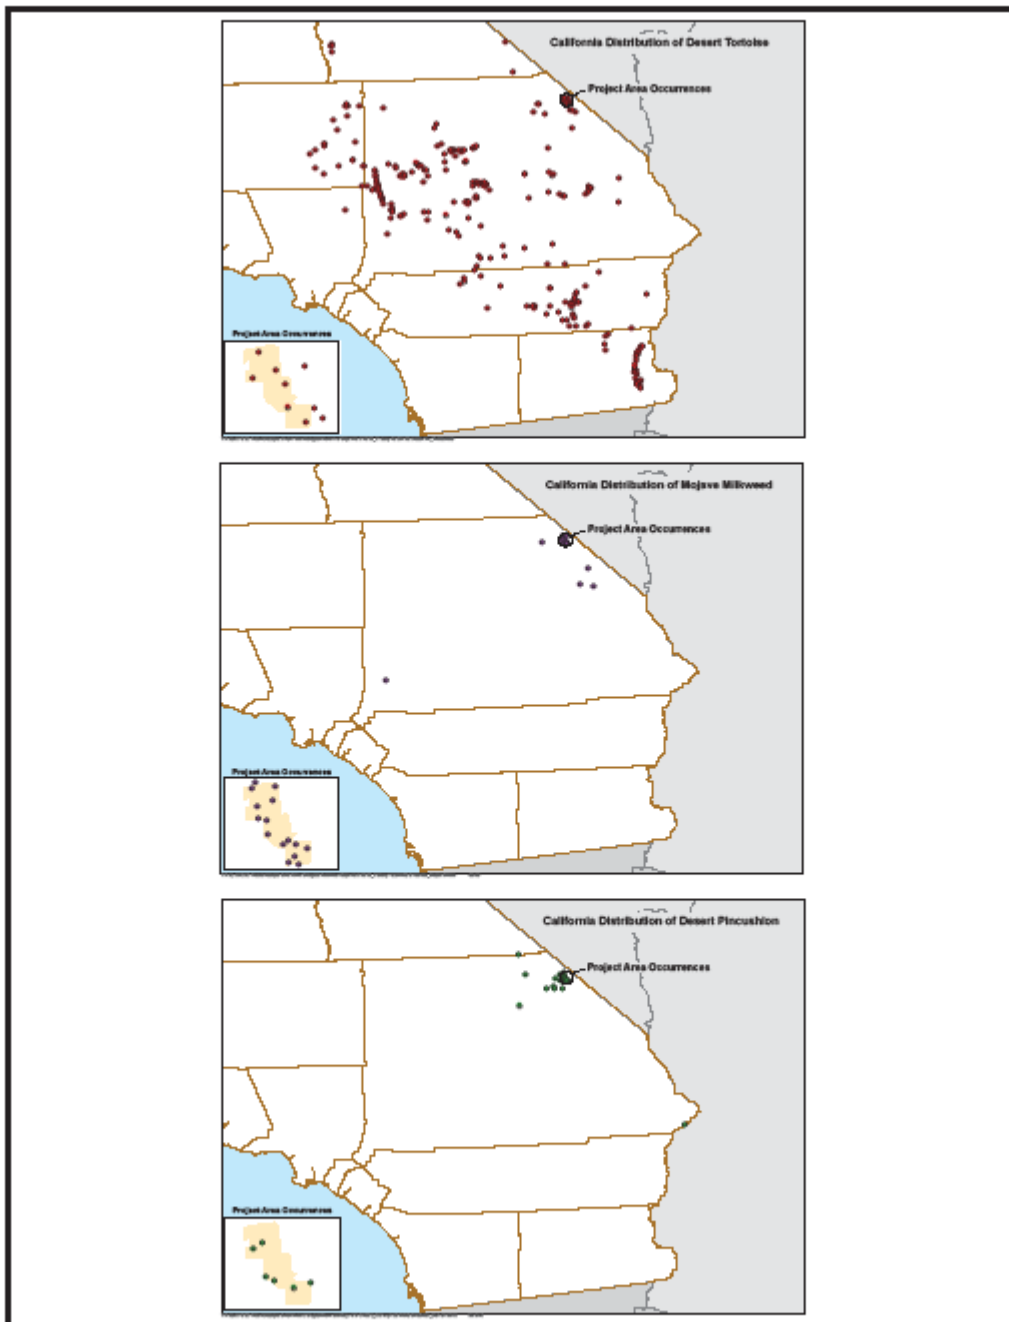 California Distribution of Desert Tortoise
Project Area Occurrences
Project Area Occurrences
California Distribution of Mojave Milkweed
Project Area Occurrences
Project Area Occurrences
California Distribution of Desert Pincushion
Project Area Occurrences
Project Area Occurrences